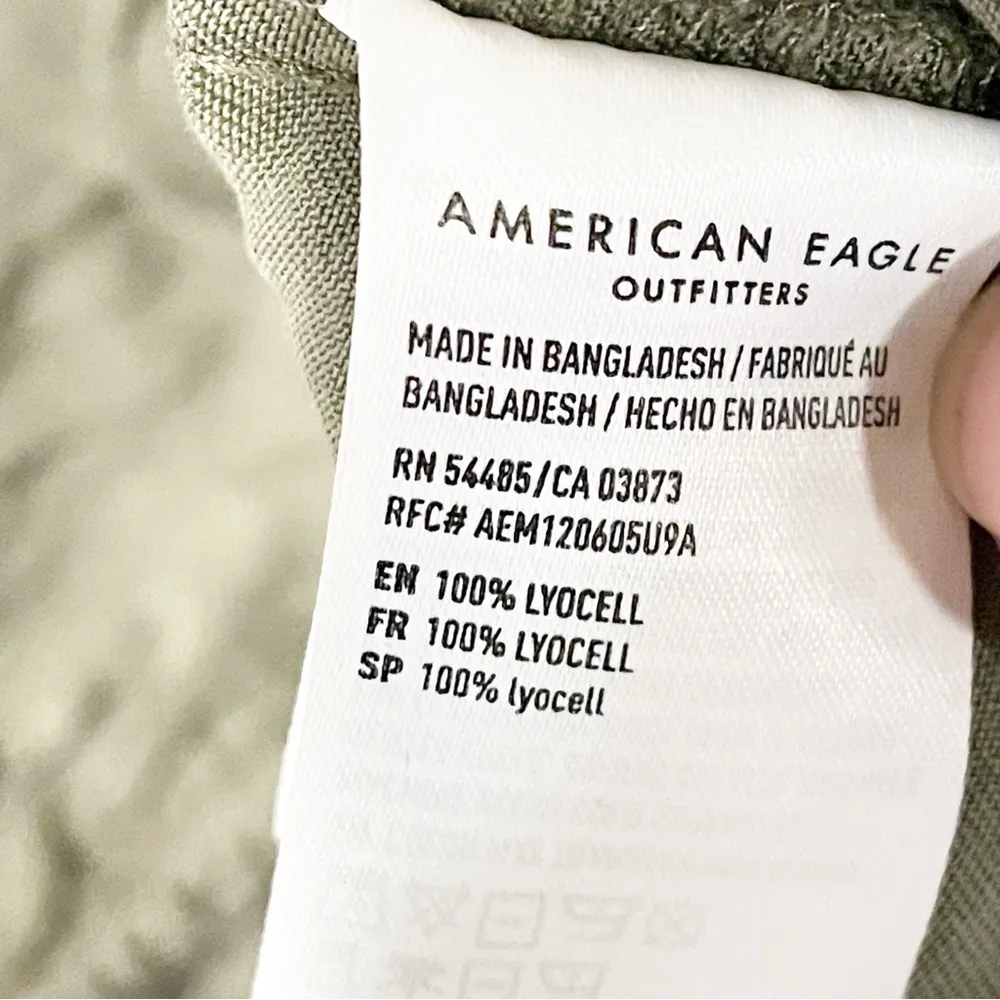 AMERICAN EAGLE
OUTFITTERS
MADE IN BANGLADESH / FABRIQUÉ AU
BANGLADESH / HECHO EN BANGLADESH
RN 54485/CA 03873
RFC# AEM120605U9A
EN 100% LYOCELL
FR 100% LYOCELL
SP 100% lyocell